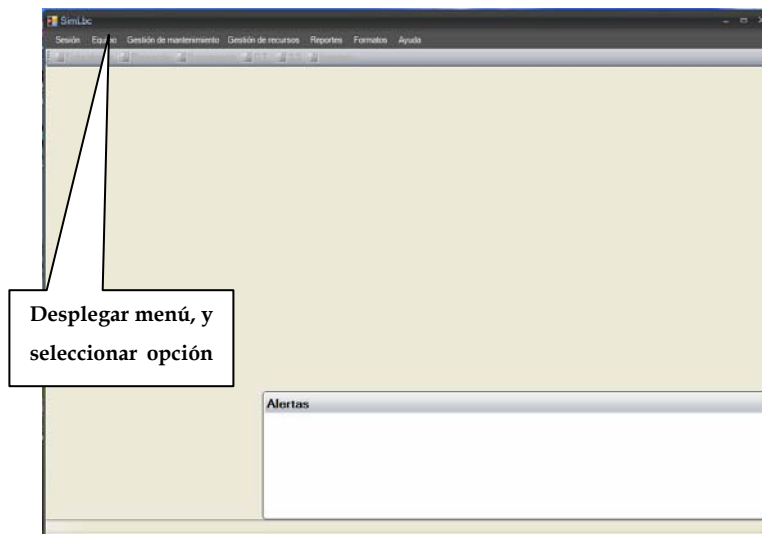 SimLbc
Sesión Equipo Gestión de mantenimiento Gestión de recursos Reportes Formatos Ayuda
Desplegar menú, y
seleccionar opción
Alertas